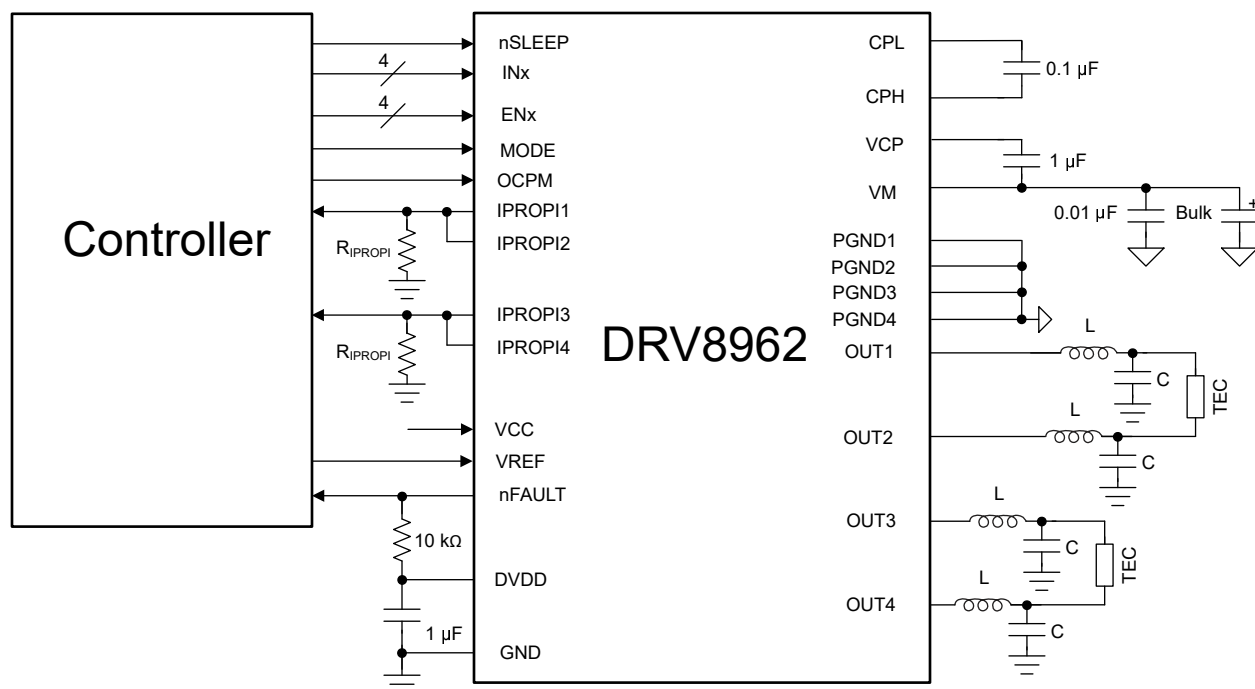 Controller
DRV8962
nSLEEP
4
INx
4
ENx
MODE
OCPM
IPROPI1
IPROPI2
RIPROPI
IPROPI3
IPROPI4
RIPROPI
VCC
VREF
nFAULT
10 kΩ
DVDD
1 µF
GND
CPL
0.1 µF
CPH
VCP
1 µF
VM
0.01 µF
Bulk
+
PGND1
PGND2
PGND3
PGND4
OUT1
L
C
TEC
L
OUT2
C
L
OUT3
C
TEC
L
OUT4
C